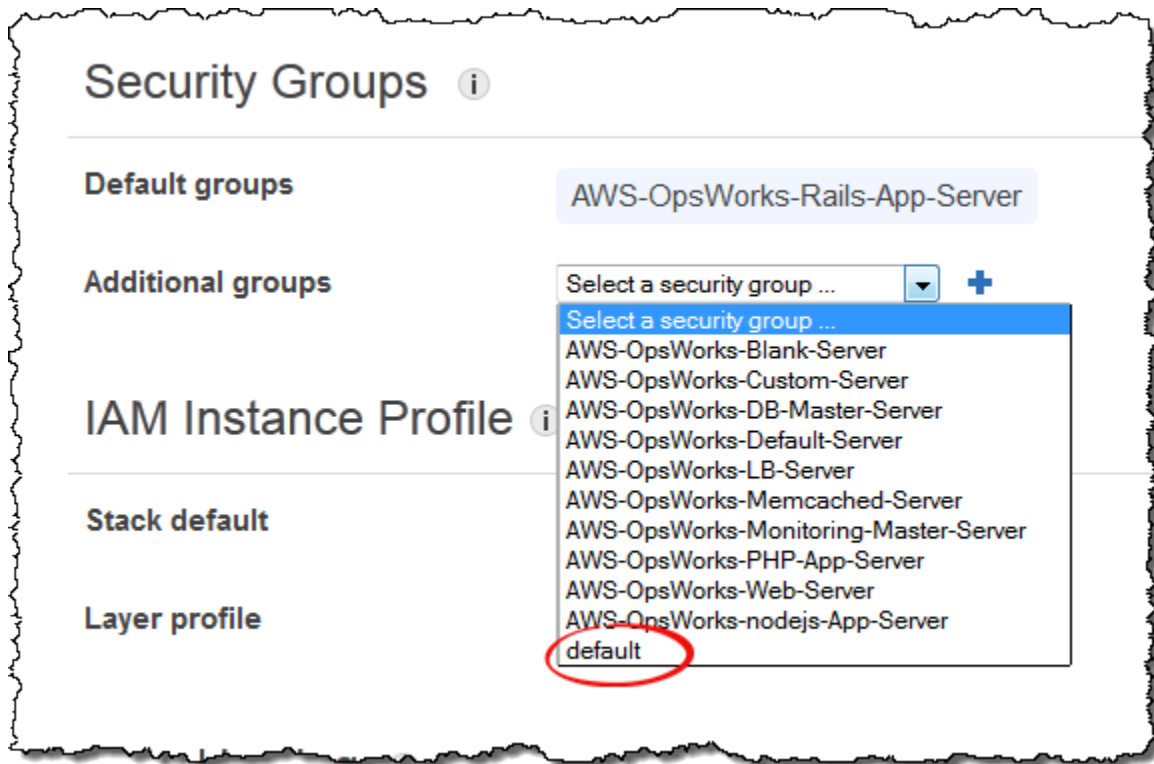 Security Groups i
Default groups
AWS-OpsWorks-Rails-App-Server
Additional groups
Select a security group ...
Select a security group ...
AWS-OpsWorks-Blank-Server
AWS-OpsWorks-Custom-Server
AWS-OpsWorks-DB-Master-Server
AWS-OpsWorks-Default-Server
AWS-OpsWorks-LB-Server
AWS-OpsWorks-Memcached-Server
AWS-OpsWorks-Monitoring-Master-Server
AWS-OpsWorks-PHP-App-Server
AWS-OpsWorks-Web-Server
AWS-OpsWorks-nodejs-App-Server
default
IAM Instance Profile i
Stack default
Layer profile